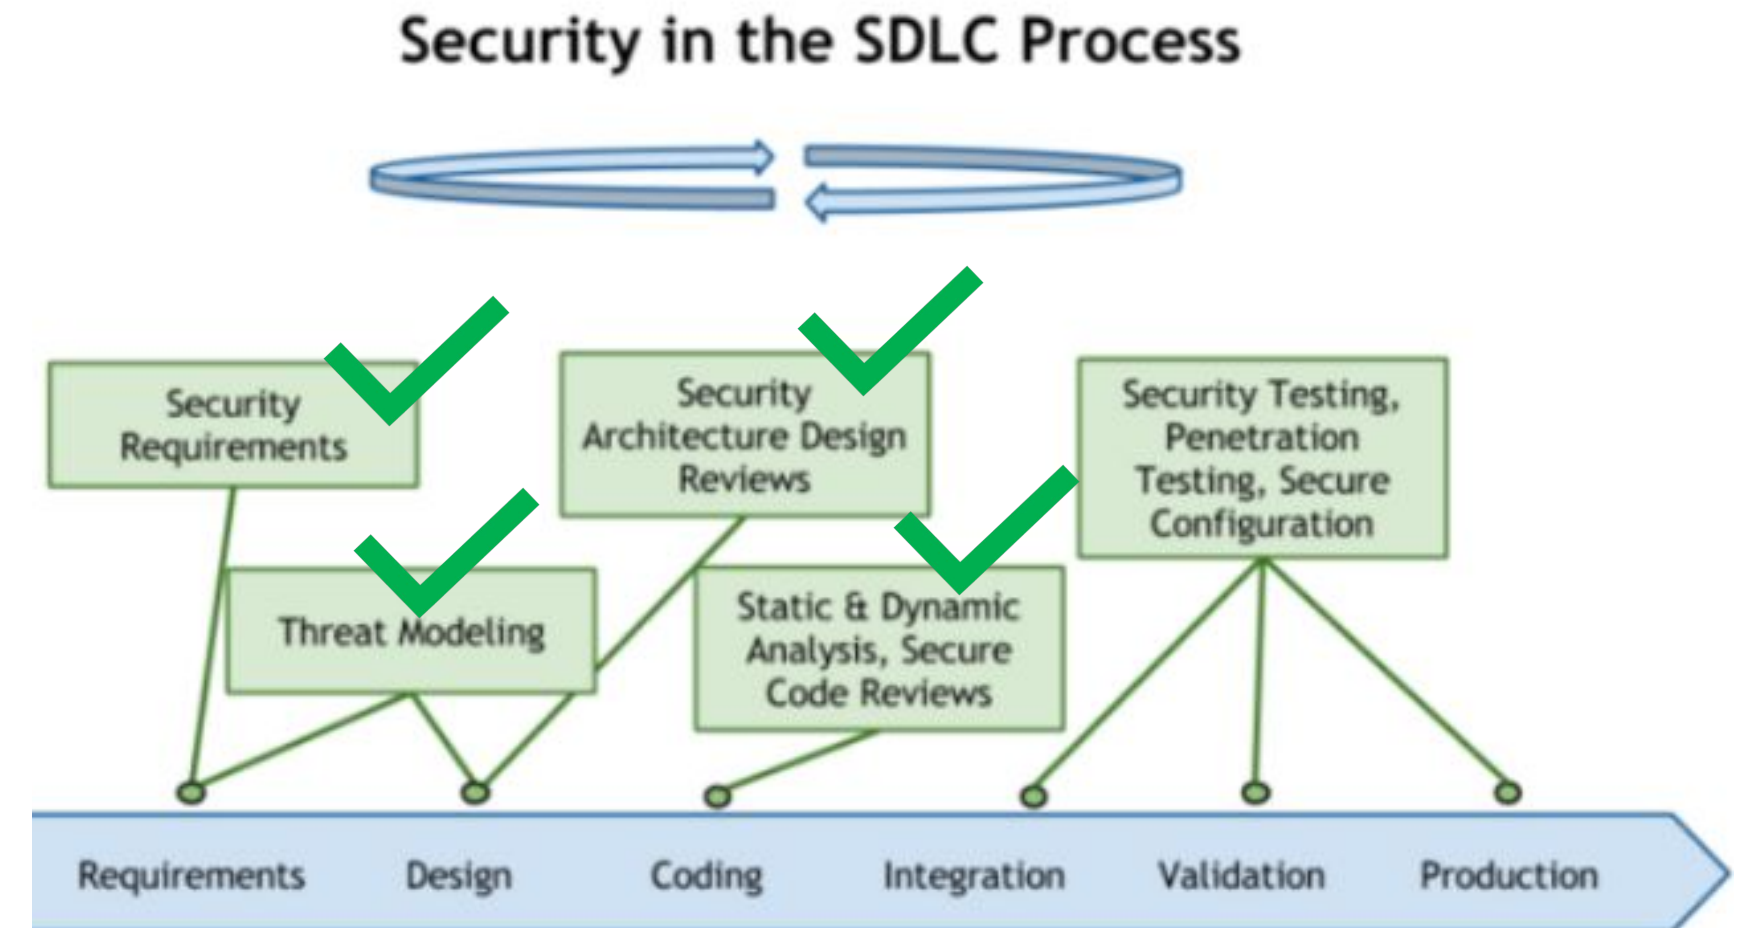 Security in the SDLC Process
Security
Requirements
Security
Architecture Design
Reviews
Security Testing,
Penetration
Testing, Secure
Configuration
Threat Modeling
Static & Dynamic
Analysis, Secure
Code Reviews
Requirements
Design
Coding
Integration
Validation
Production